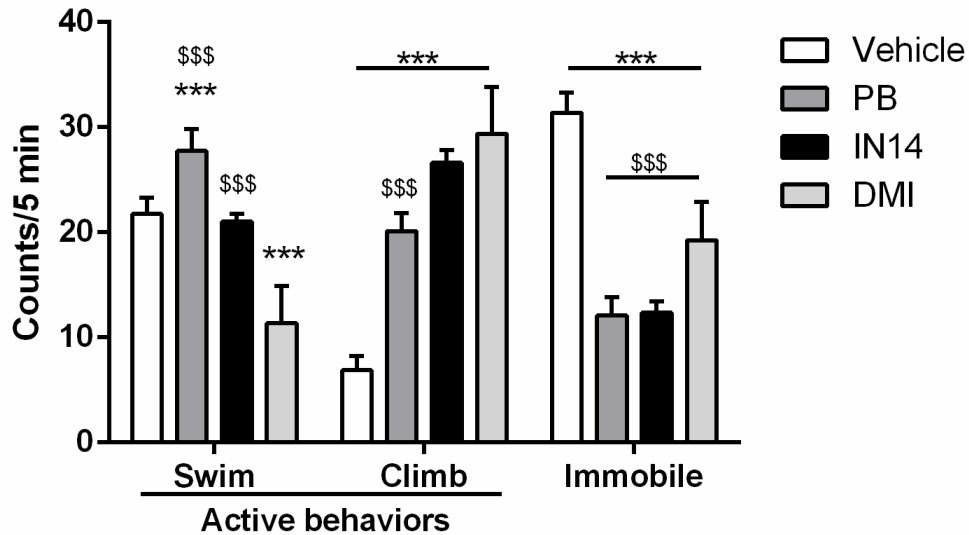 Counts/5 min
40
30
20
10
0
$$$
***
$$$
***
***
$$$
***
$$$
Swim
Climb
Immobile
Active behaviors
Vehicle
PB
IN14
DMI